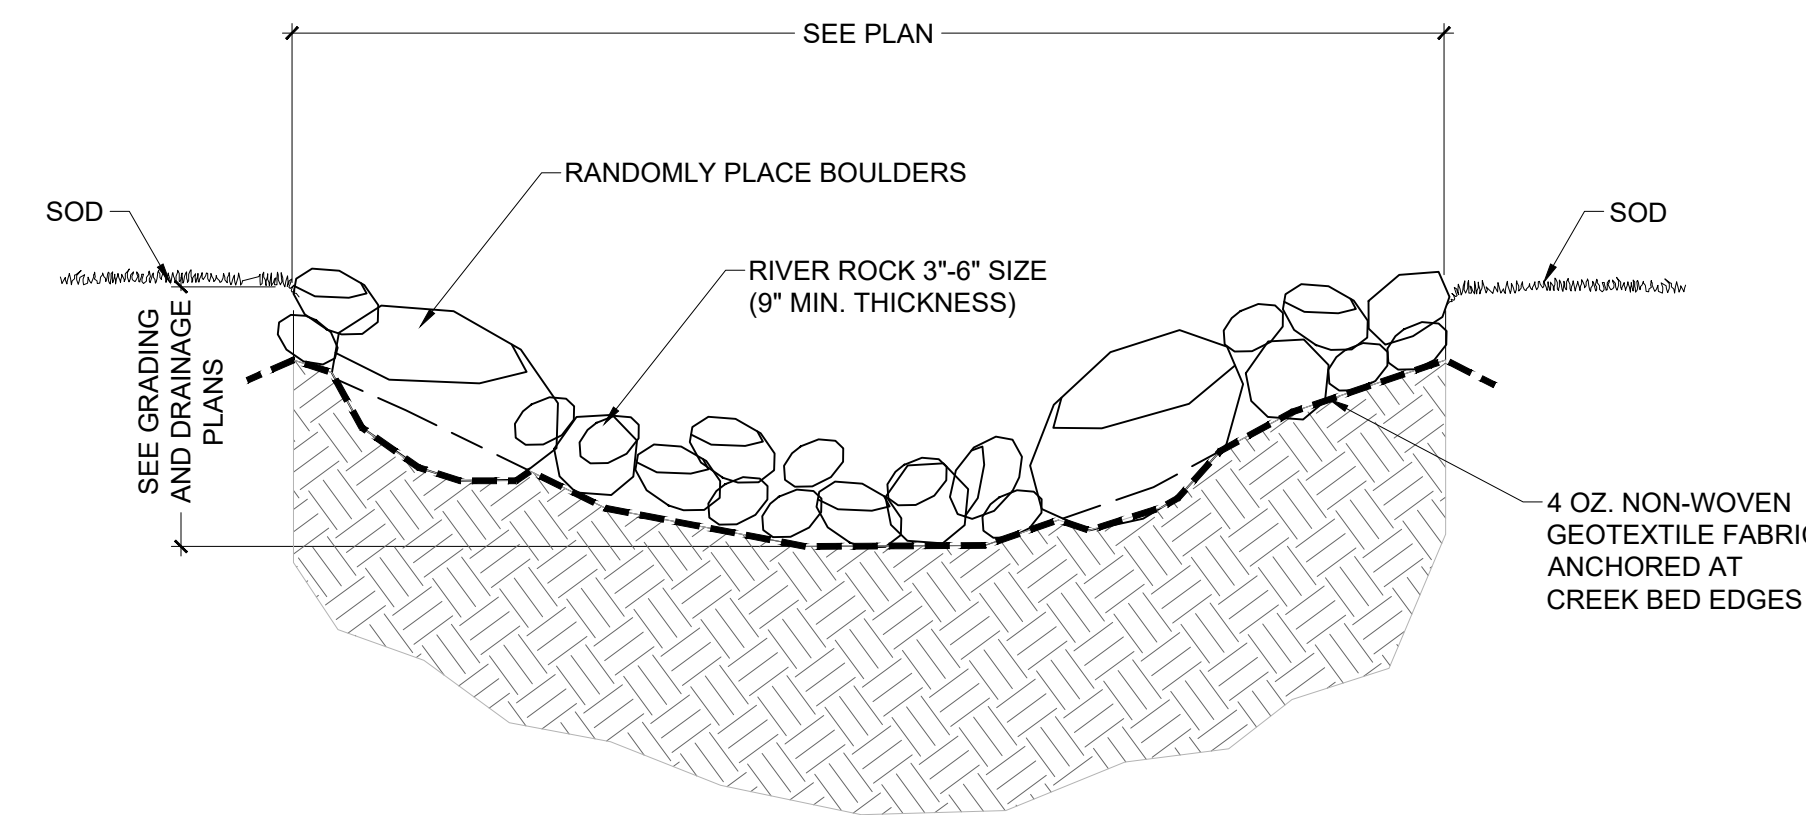 SEE PLAN
RANDOMLY PLACE BOULDERS
SOD
SOD
RIVER ROCK 3"-6" SIZE
(9" MIN. THICKNESS)
SEE GRADING
AND DRAINAGE
PLANS
4 OZ. NON-WOVEN
GEOTEXTILE FABRIC
ANCHORED AT
CREEK BED EDGES